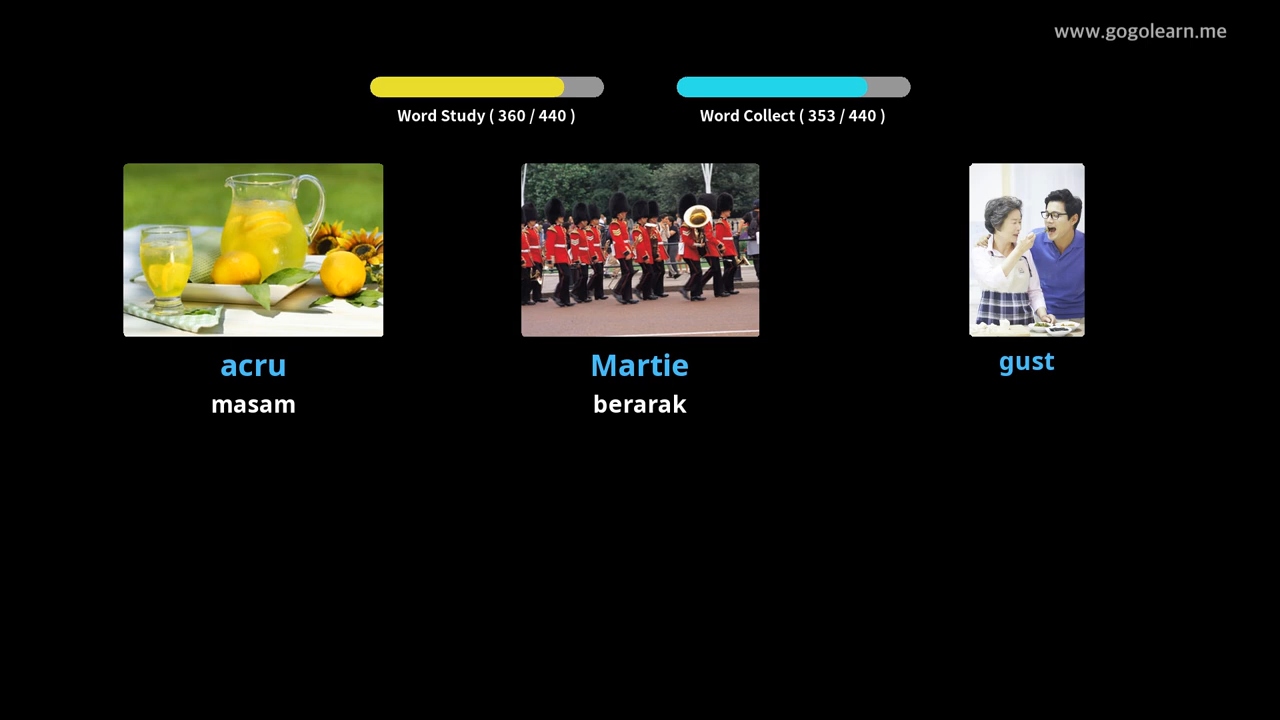 www.gogolearn.me
Word Study ( 360 / 440 )
Word Collect ( 353 / 440 )
acru
masam
Martie
berarak
gust